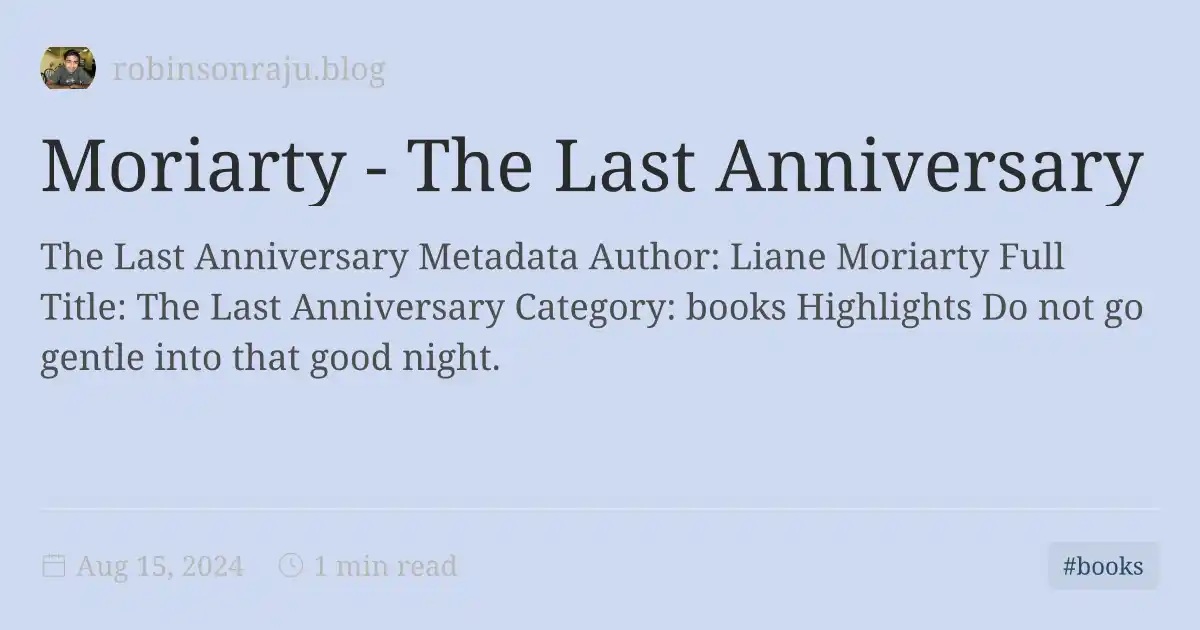 robinsonraju.blog
Moriarty - The Last Anniversary
The Last Anniversary Metadata Author: Liane Moriarty Full
Title: The Last Anniversary Category: books Highlights Do not go
gentle into that good night.
Aug 15, 2024 1 min read #books